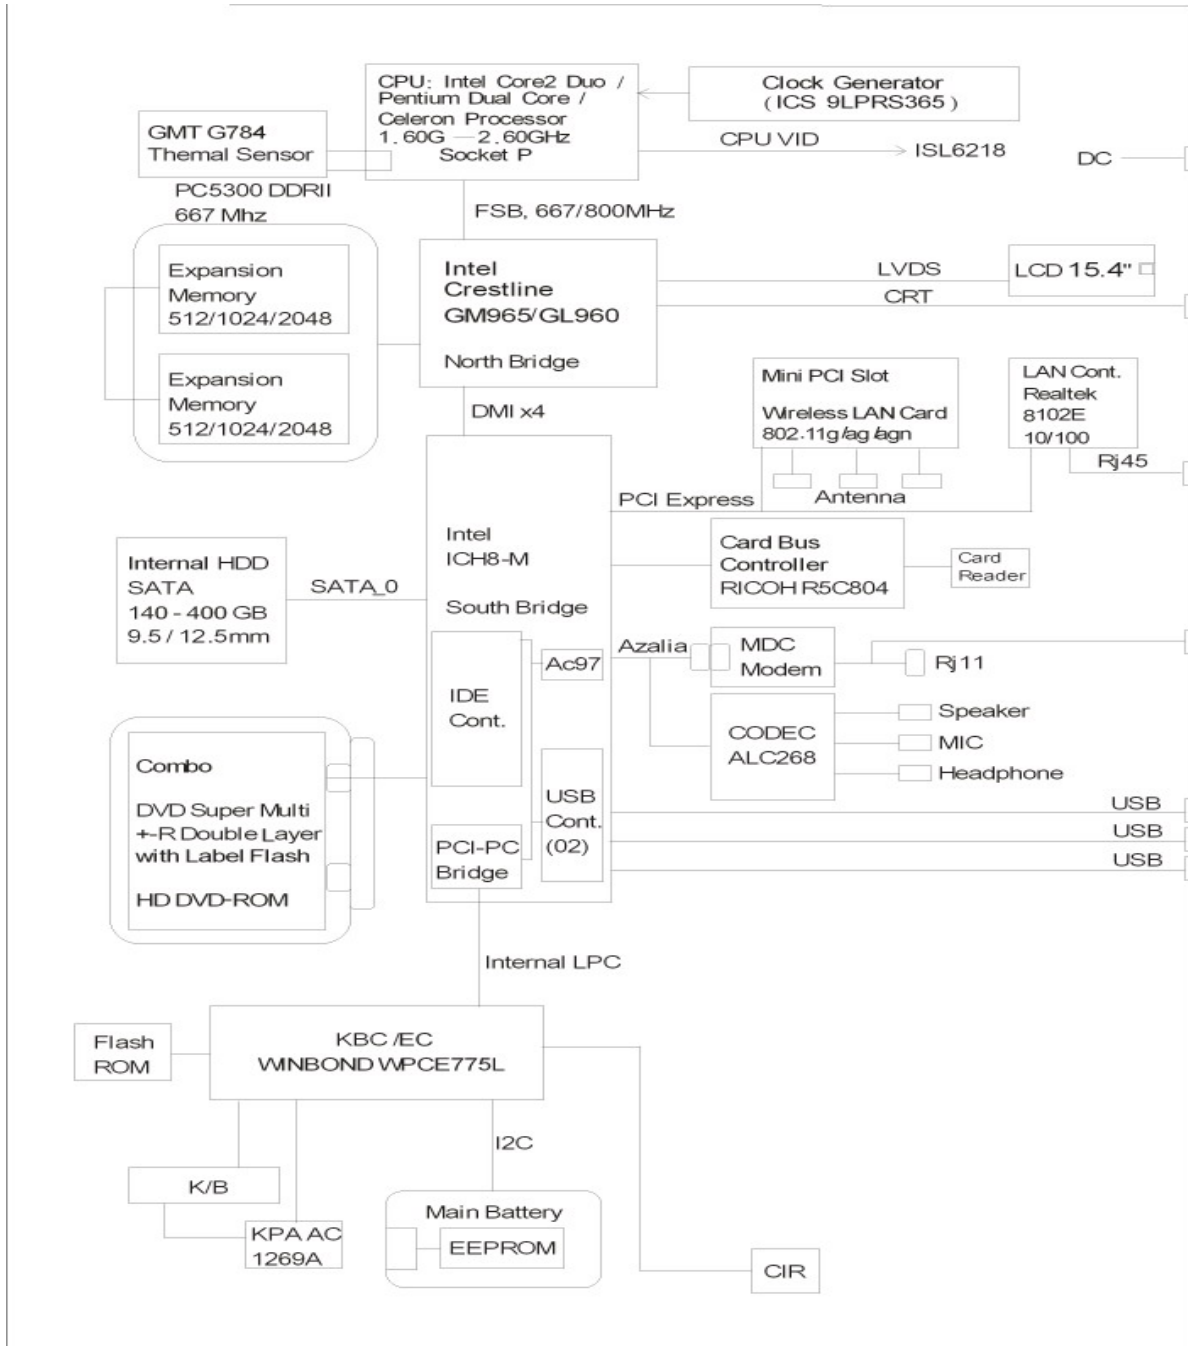 CPU: Intel Core2 Duo /
Pentium Dual Core /
Celeron Processor
1.60G — 2.60GHz
Socket P
Clock Generator
(ICS 9LPRS365)
GMT G784
Themal Sensor
CPU VID
ISL6218
DC
PC5300 DDRII
667 Mhz
FSB, 667/800MHz
Expansion
Memory
512/1024/2048
Expansion
Memory
512/1024/2048
Intel
Crestline
GM965/GL960
North Bridge
LVDS
LCD 15.4"
CRT
DMI x4
Mini PCI Slot
Wireless LAN Card
802.11g/ag/agn
LAN Cont.
Realtek
8102E
10/100
Rj45
PCI Express
Antenna
Intel
ICH8-M
South Bridge
Card Bus
Controller
RICOH R5C804
Card
Reader
Internal HDD
SATA
140 - 400 GB
9.5 / 12.5mm
SATA_0
Azalia
Ac97
MDC
Modem
Rj11
IDE
Cont.
CODEC
ALC268
Speaker
MIC
Headphone
Combo
DVD Super Multi
+-R Double Layer
with Label Flash
HD DVD-ROM
USB
Cont.
(02)
PCI-PC
Bridge
USB
USB
USB
Internal LPC
Flash
ROM
KBC /EC
WINBOND WPCE775L
I2C
K/B
KPA AC
1269A
Main Battery
EEPROM
CIR